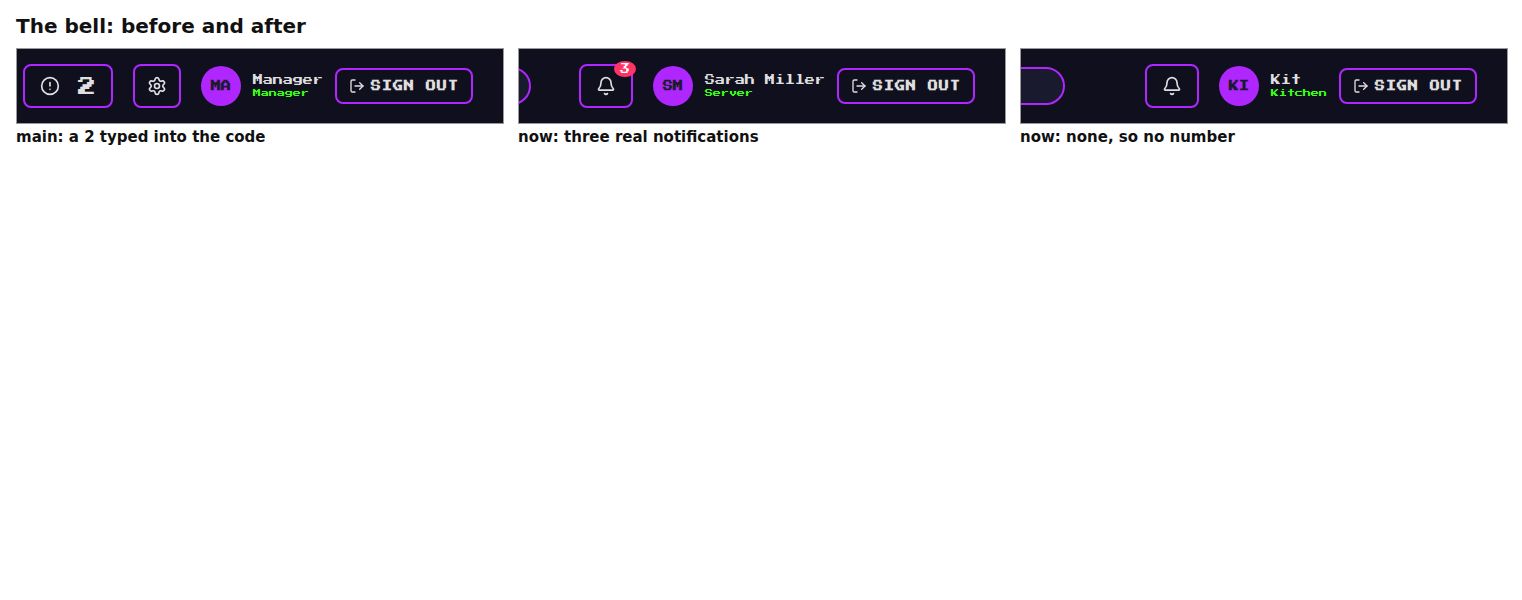 The bell: before and after
2
MA
Manager
Manager
SIGN OUT
main: a 2 typed into the code
3
SM
Sarah Miller
Server
SIGN OUT
now: three real notifications
KI
Kit
Kitchen
SIGN OUT
now: none, so no number